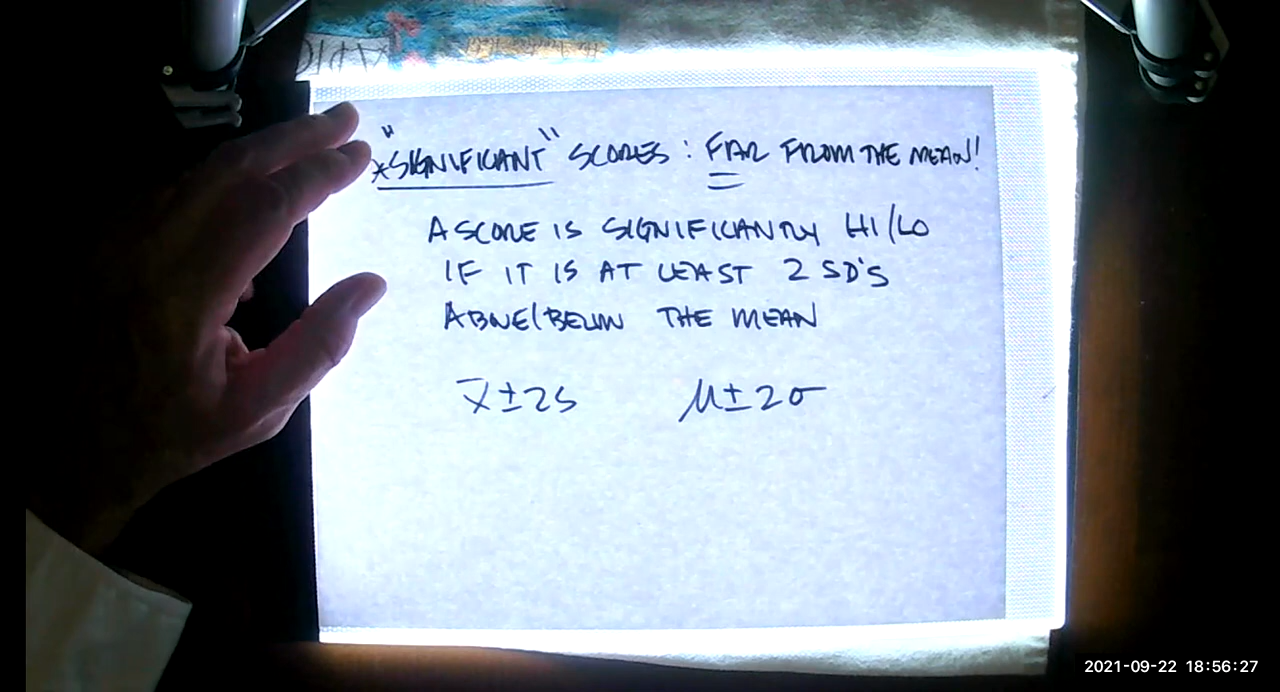 *"SIGNIFICANT" SCORES: FAR FROM THE MEAN!
A SCORE IS SIGNIFICANTLY HI/LO
IF IT IS AT LEAST 2 SD'S
ABOVE/BELOW THE MEAN
x̄ ± 2s    μ ± 2σ
2021-09-22 18:56:27